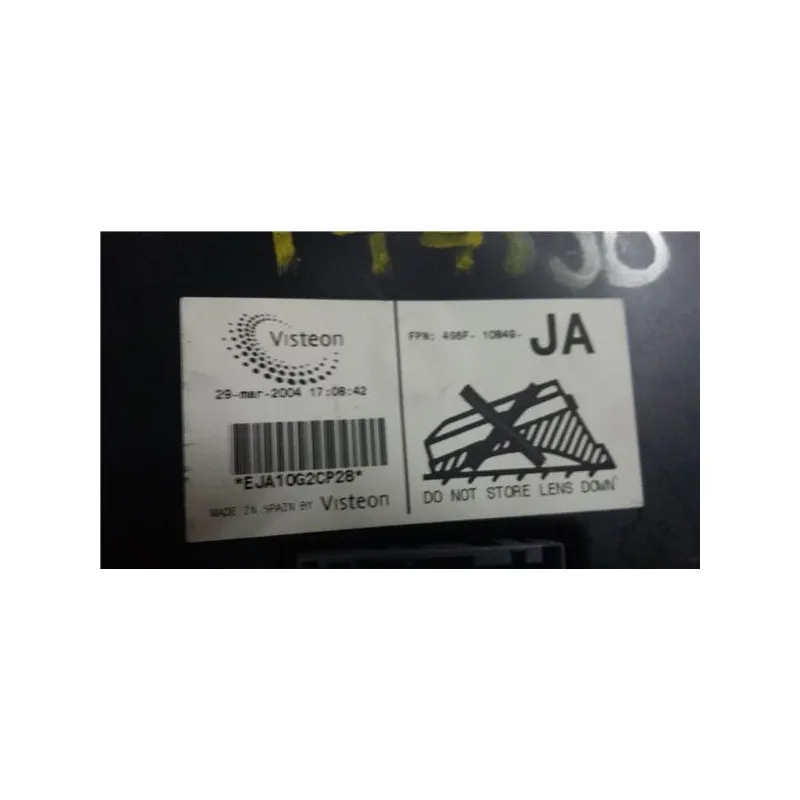 Visteon
29-mar-2004 17:08:42
*EJA10G2CP28*
MADE IN SPAIN BY Visteon
FPN: 4S6F- 10849- JA
DO NOT STORE LENS DOWN